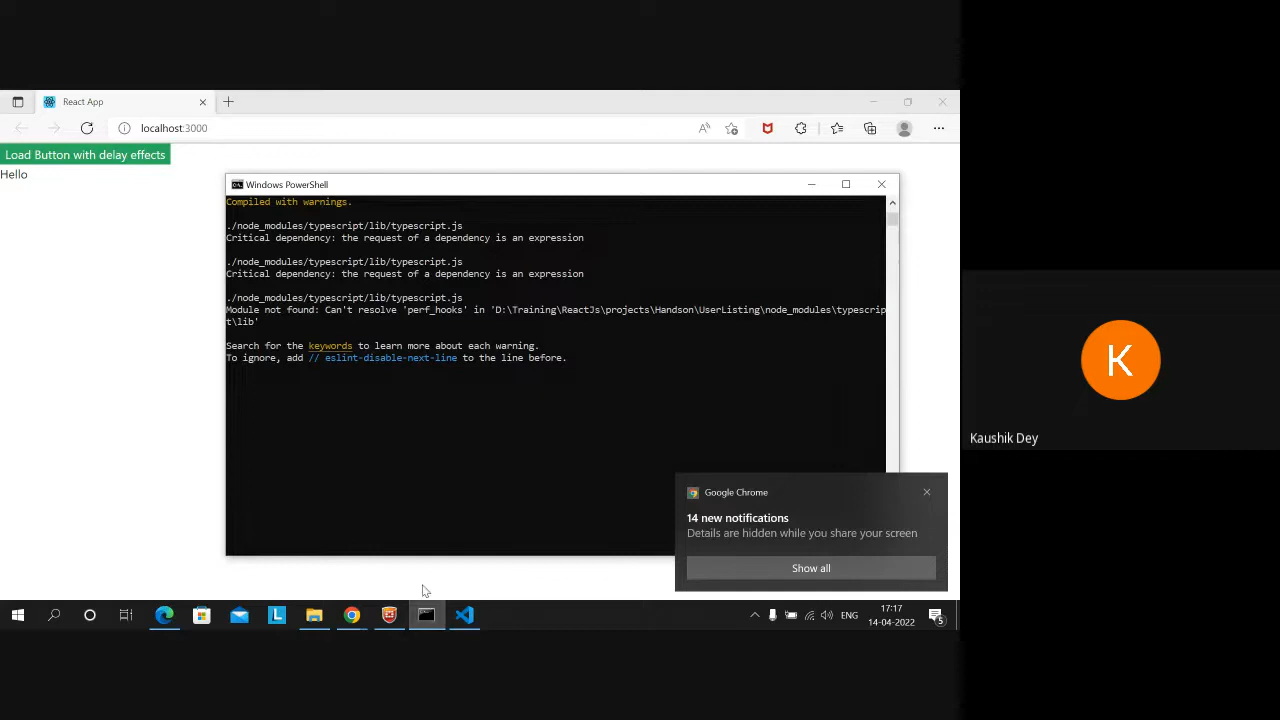 React App
localhost:3000
Load Button with delay effects
Hello
Windows PowerShell
Compiled with warnings.
./node_modules/typescript/lib/typescript.js
Critical dependency: the request of a dependency is an expression
./node_modules/typescript/lib/typescript.js
Critical dependency: the request of a dependency is an expression
./node_modules/typescript/lib/typescript.js
Module not found: Can't resolve 'perf_hooks' in 'D:\Training\ReactJs\projects\Handson\UserListing\node_modules\typescrip
t\lib'
Search for the keywords to learn more about each warning.
To ignore, add // eslint-disable-next-line to the line before.
Google Chrome
14 new notifications
Details are hidden while you share your screen
Show all
K
Kaushik Dey
L
ENG
17:17
14-04-2022
5